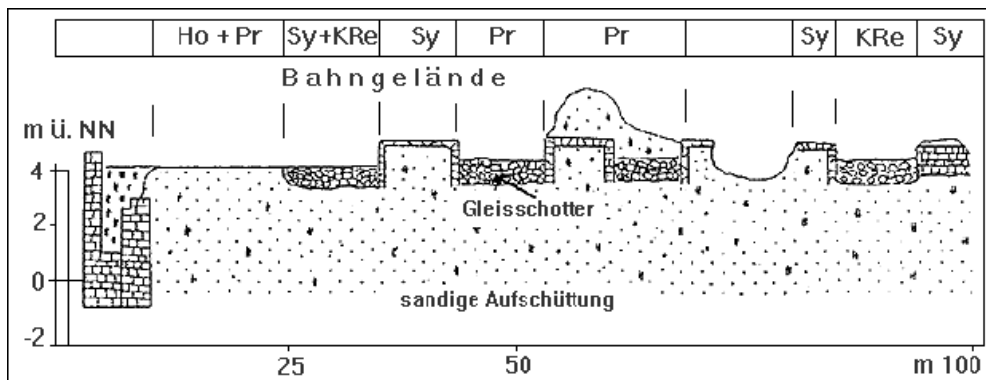 Ho + Pr Sy+KRe Sy Pr Pr Sy KRe Sy
Bahngelände
m ü. NN
4
Gleisschotter
2
0
sandige Aufschüttung
-2
25 50 m 100